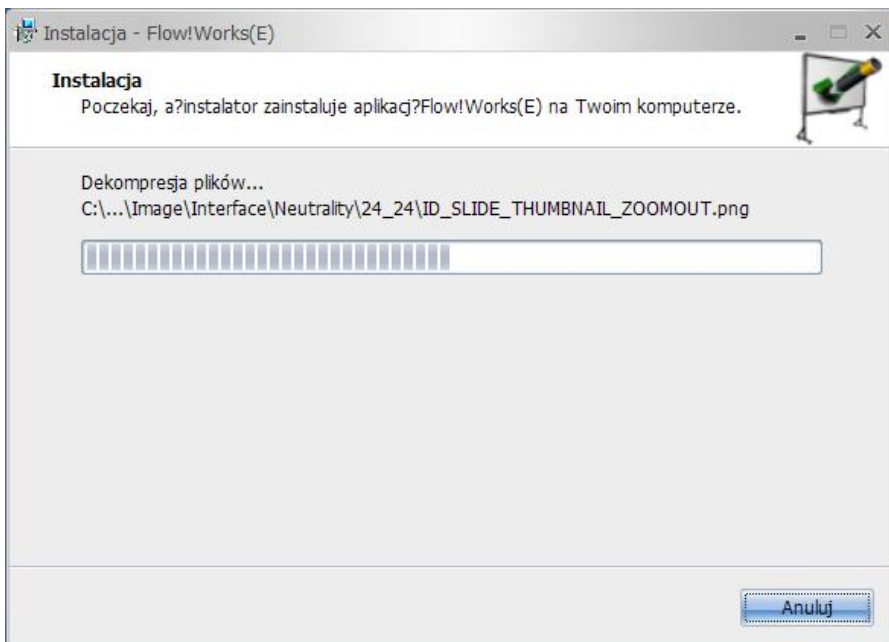 Instalacja - Flow!Works(E)
Instalacja
Poczekaj, a?instalator zainstaluje aplikacj?Flow!Works(E) na Twoim komputerze.
Dekompresja plików...
C:\...\Image\Interface\Neutrality\24_24\ID_SLIDE_THUMBNAIL_ZOOMOUT.png
Anuluj